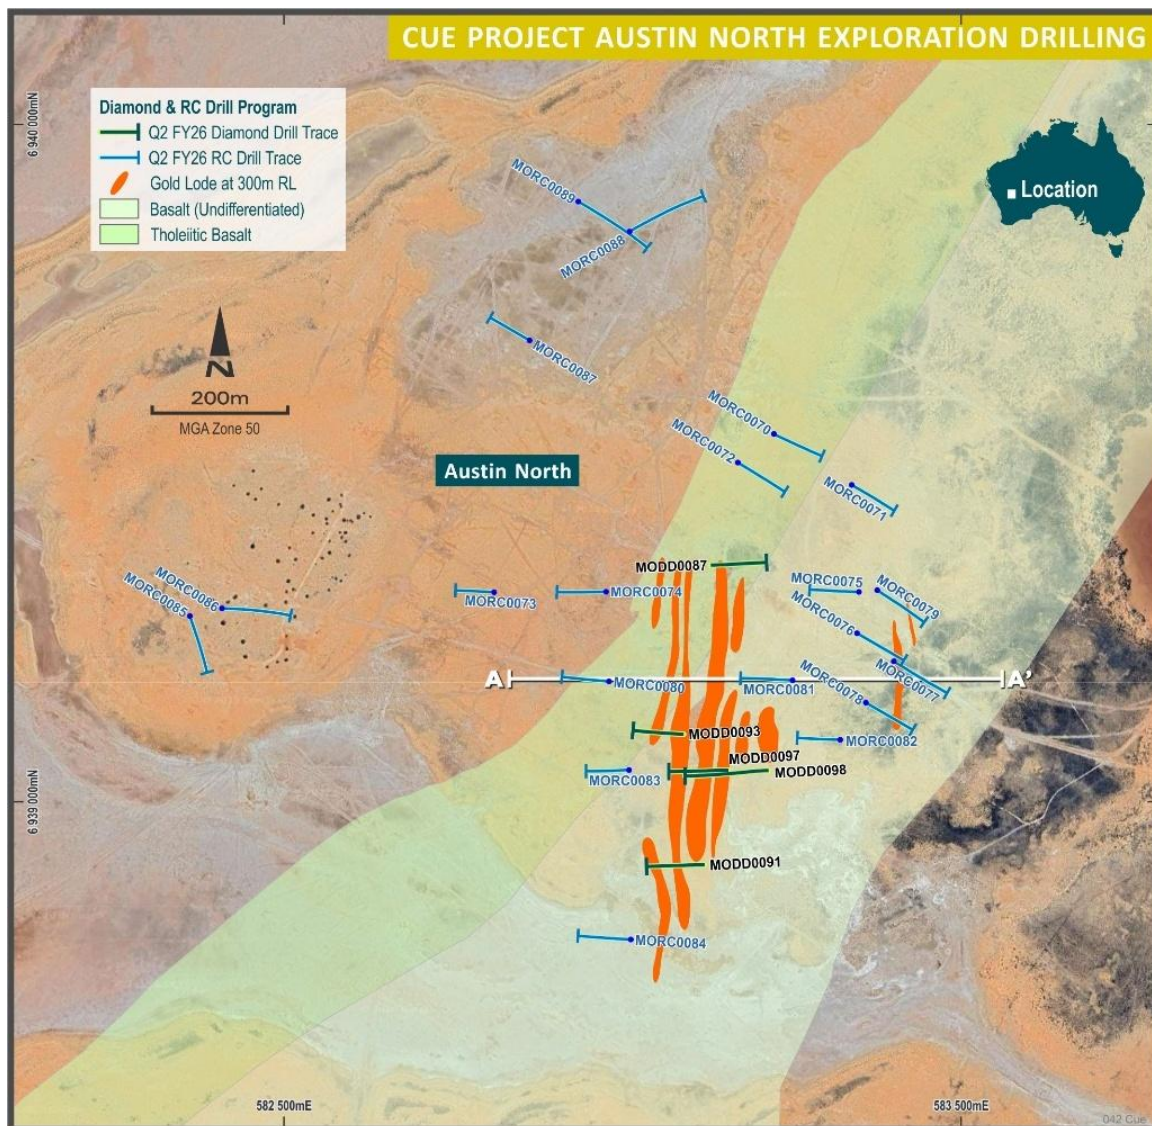 CUE PROJECT AUSTIN NORTH EXPLORATION DRILLING
6 940 000mN
Diamond & RC Drill Program
Q2 FY26 Diamond Drill Trace
Q2 FY26 RC Drill Trace
Gold Lode at 300m RL
Basalt (Undifferentiated)
Tholeiitic Basalt
Location
N
200m
MGA Zone 50
MORC0089
MORC0088
MORC0087
MORC0070
MORC0072
MORC0071
Austin North
MODD0087
MORC0075
MORC0079
MORC0073
MORC0074
MORC0076
MORC0086
MORC0085
A
A'
MORC0080
MORC0081
MORC0078
MORC0077
MODD0093
MORC0082
MODD0097
MODD0098
MORC0083
6 939 000mN
MODD0091
MORC0084
582 500mE
583 500mE
042 Cue